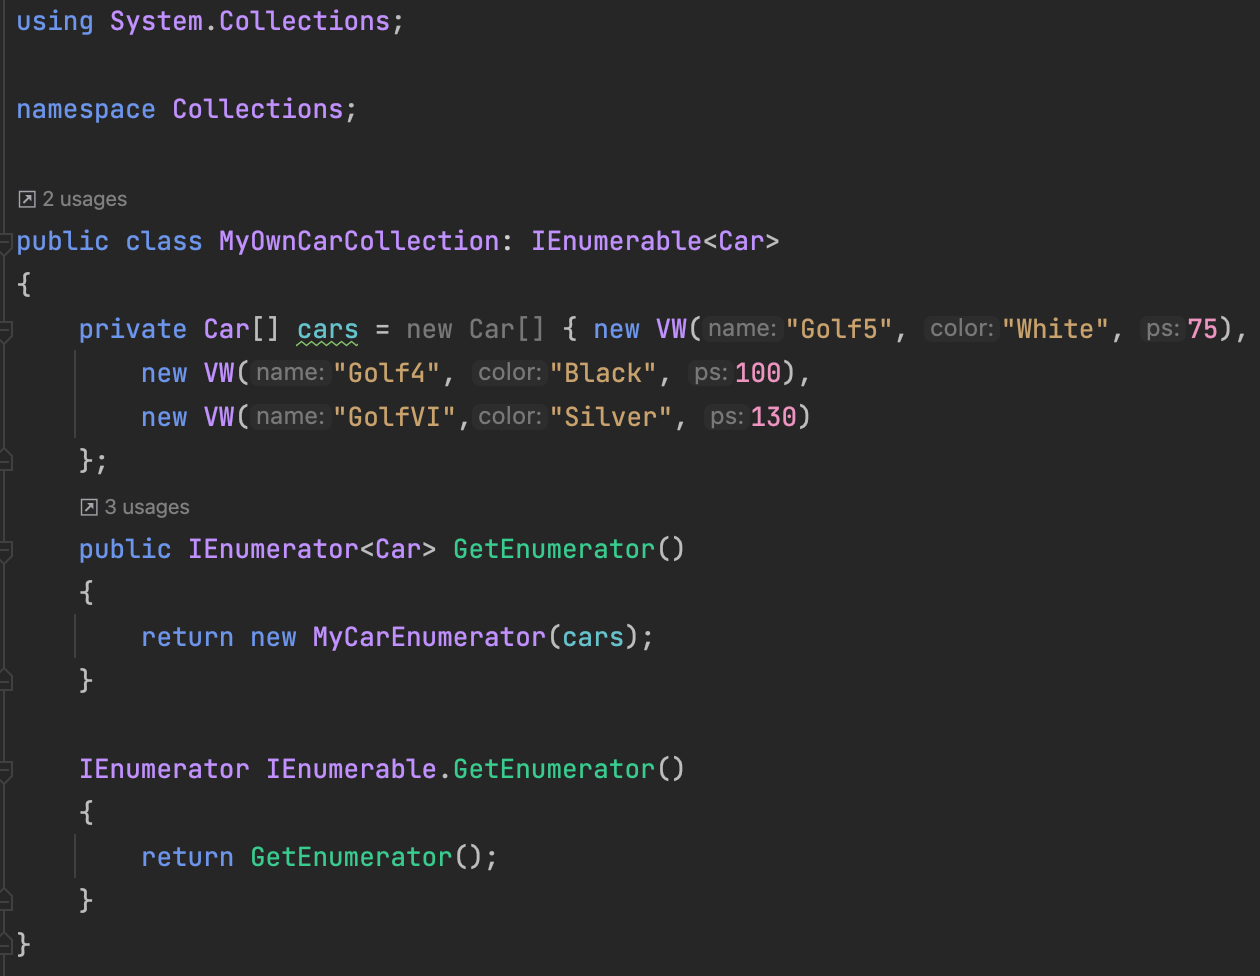 using System.Collections;
namespace Collections;
2 usages
public class MyOwnCarCollection: IEnumerable<Car>
{
private Car[] cars = new Car[] { new VW(name:"Golf5", color:"White", ps:75),
new VW(name:"Golf4", color:"Black", ps:100),
new VW(name:"GolfVI",color:"Silver", ps:130)
};
3 usages
public IEnumerator<Car> GetEnumerator()
{
return new MyCarEnumerator(cars);
}
IEnumerator IEnumerable.GetEnumerator()
{
return GetEnumerator();
}
}